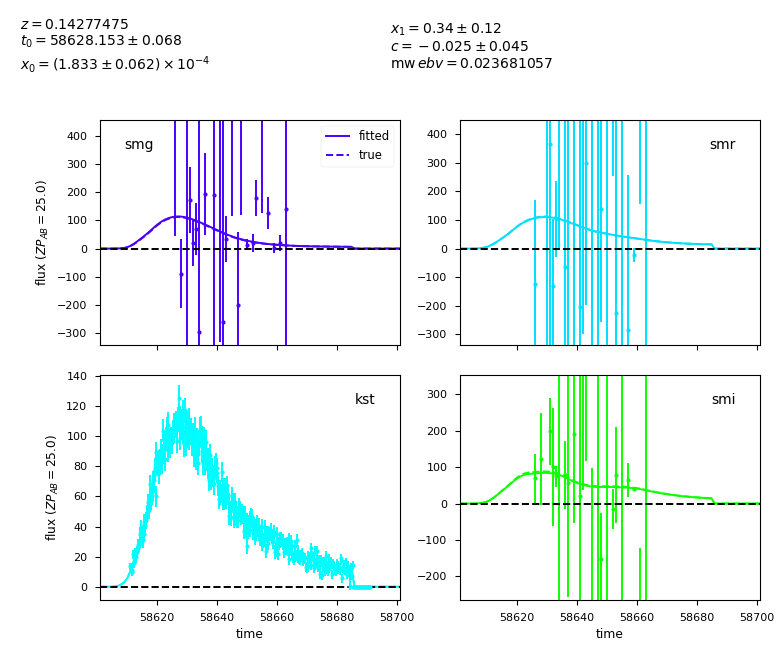 z = 0.14277475
t₀ = 58628.153 ± 0.068
x₀ = (1.833 ± 0.062) × 10⁻⁴
x₁ = 0.34 ± 0.12
c = −0.025 ± 0.045
mw ebv = 0.023681057
smg
fitted
true
400
300
200
100
0
−100
−200
−300
flux (ZP_AB = 25.0)
smr
400
300
200
100
0
−100
−200
−300
kst
140
120
100
80
60
40
20
0
flux (ZP_AB = 25.0)
58620 58640 58660 58680 58700
time
smi
300
200
100
0
−100
−200
58620 58640 58660 58680 58700
time